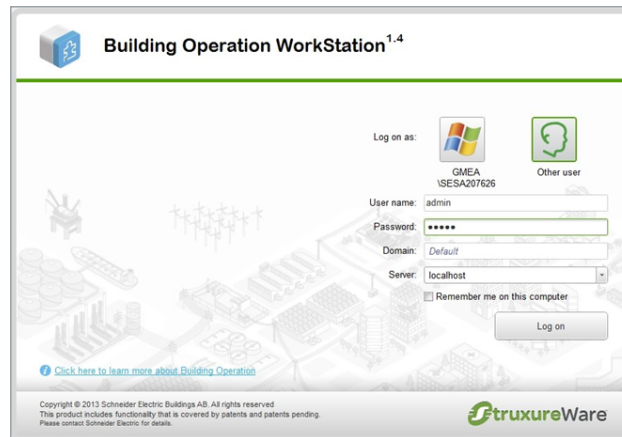 Building Operation WorkStation1.4
Log on as:
GMEA
\SESA207626
Other user
User name: admin
Password: •••••
Domain: Default
Server: localhost
Remember me on this computer
Log on
Click here to learn more about Building Operation
Copyright © 2013 Schneider Electric Buildings AB. All rights reserved
This product includes functionality that is covered by patents and patents pending.
Please contact Schneider Electric for details.
StruxureWare